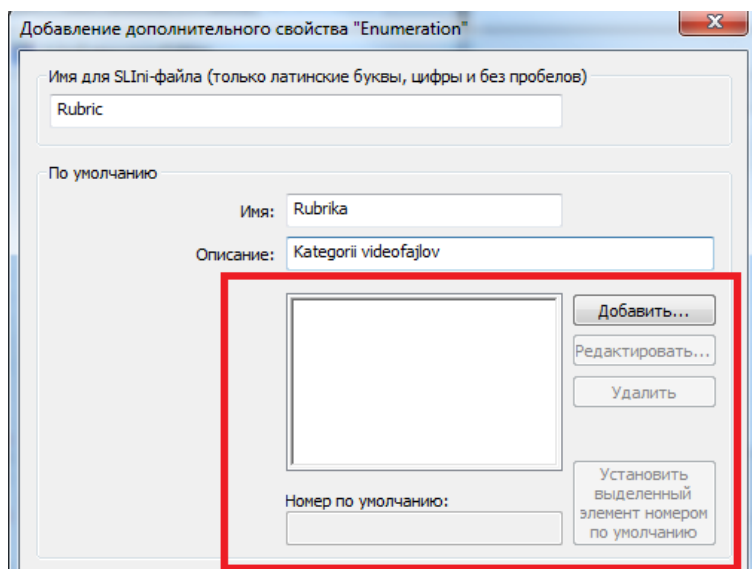 Добавление дополнительного свойства "Enumeration"
Имя для SLIni-файла (только латинские буквы, цифры и без пробелов)
Rubric
По умолчанию
Имя: Rubrika
Описание: Kategorii videofajlov
Добавить...
Редактировать...
Удалить
Номер по умолчанию:
Установить
выделенный
элемент номером
по умолчанию